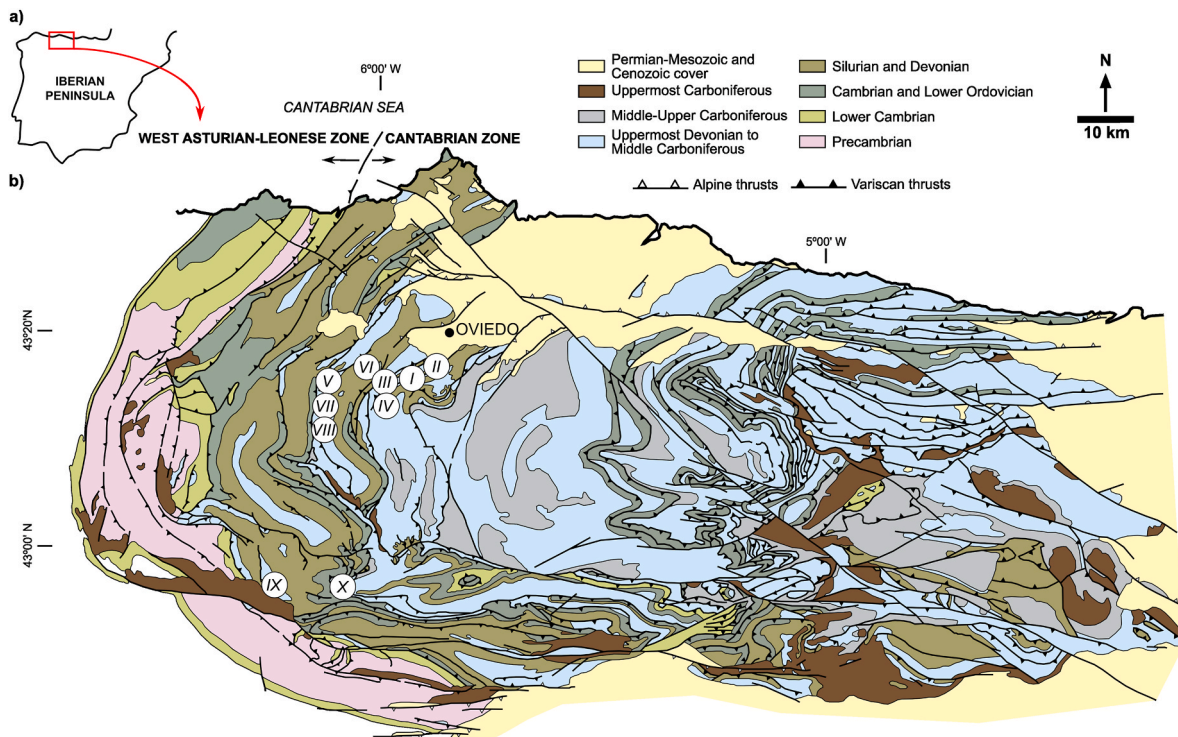 a)
IBERIAN
PENINSULA
6º00' W
CANTABRIAN SEA
WEST ASTURIAN-LEONESE ZONE
CANTABRIAN ZONE
Permian-Mesozoic and
Cenozoic cover
Uppermost Carboniferous
Middle-Upper Carboniferous
Uppermost Devonian to
Middle Carboniferous
Silurian and Devonian
Cambrian and Lower Ordovician
Lower Cambrian
Precambrian
Alpine thrusts
Variscan thrusts
N
10 km
b)
5º00' W
43º20'N
OVIEDO
VI
II
V
III
I
VII
IV
VIII
43º00' N
IX
X